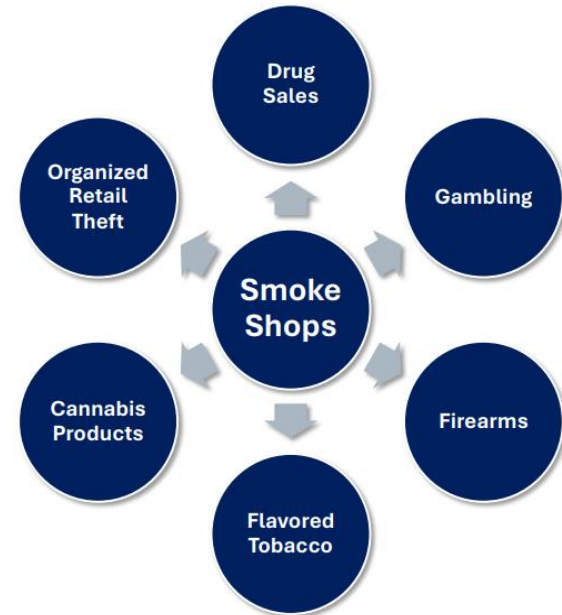 Drug
Sales
Organized
Retail
Theft
Gambling
Smoke
Shops
Cannabis
Products
Firearms
Flavored
Tobacco